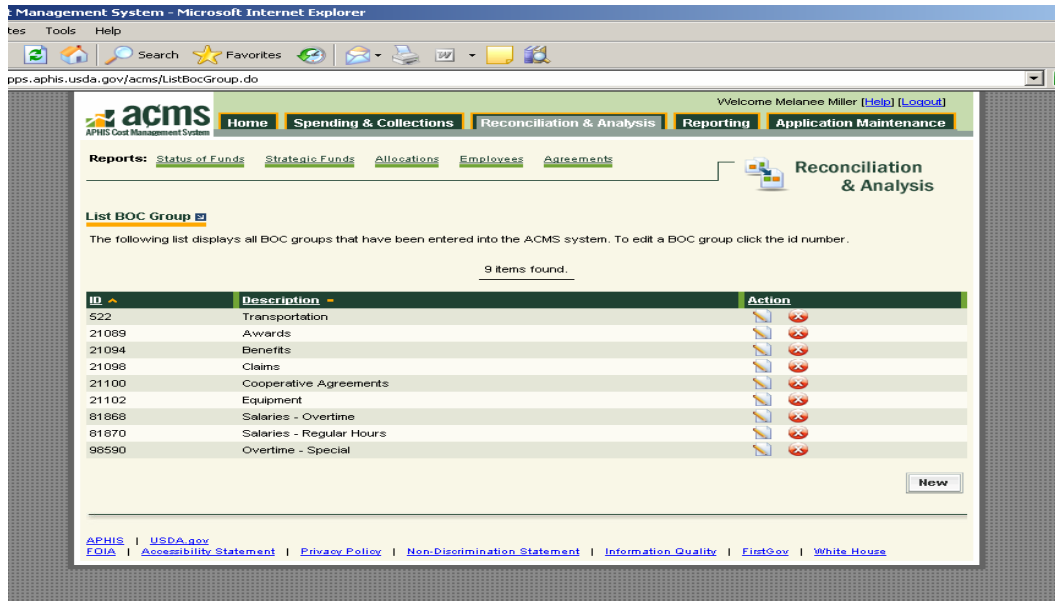 t Management System - Microsoft Internet Explorer
tes Tools Help
Search Favorites
pps.aphis.usda.gov/acms/ListBocGroup.do
Welcome Melanee Miller [Help] [Logout]
acms
APHIS Cost Management System
Home Spending & Collections Reconciliation & Analysis Reporting Application Maintenance
Reports: Status of Funds Strategic Funds Allocations Employees Agreements
Reconciliation
& Analysis
List BOC Group
The following list displays all BOC groups that have been entered into the ACMS system. To edit a BOC group click the id number.
9 items found.
ID Description Action
522 Transportation
21089 Awards
21094 Benefits
21098 Claims
21100 Cooperative Agreements
21102 Equipment
81868 Salaries - Overtime
81870 Salaries - Regular Hours
98590 Overtime - Special
New
APHIS | USDA.gov
FOIA | Accessibility Statement | Privacy Policy | Non-Discrimination Statement | Information Quality | FirstGov | White House